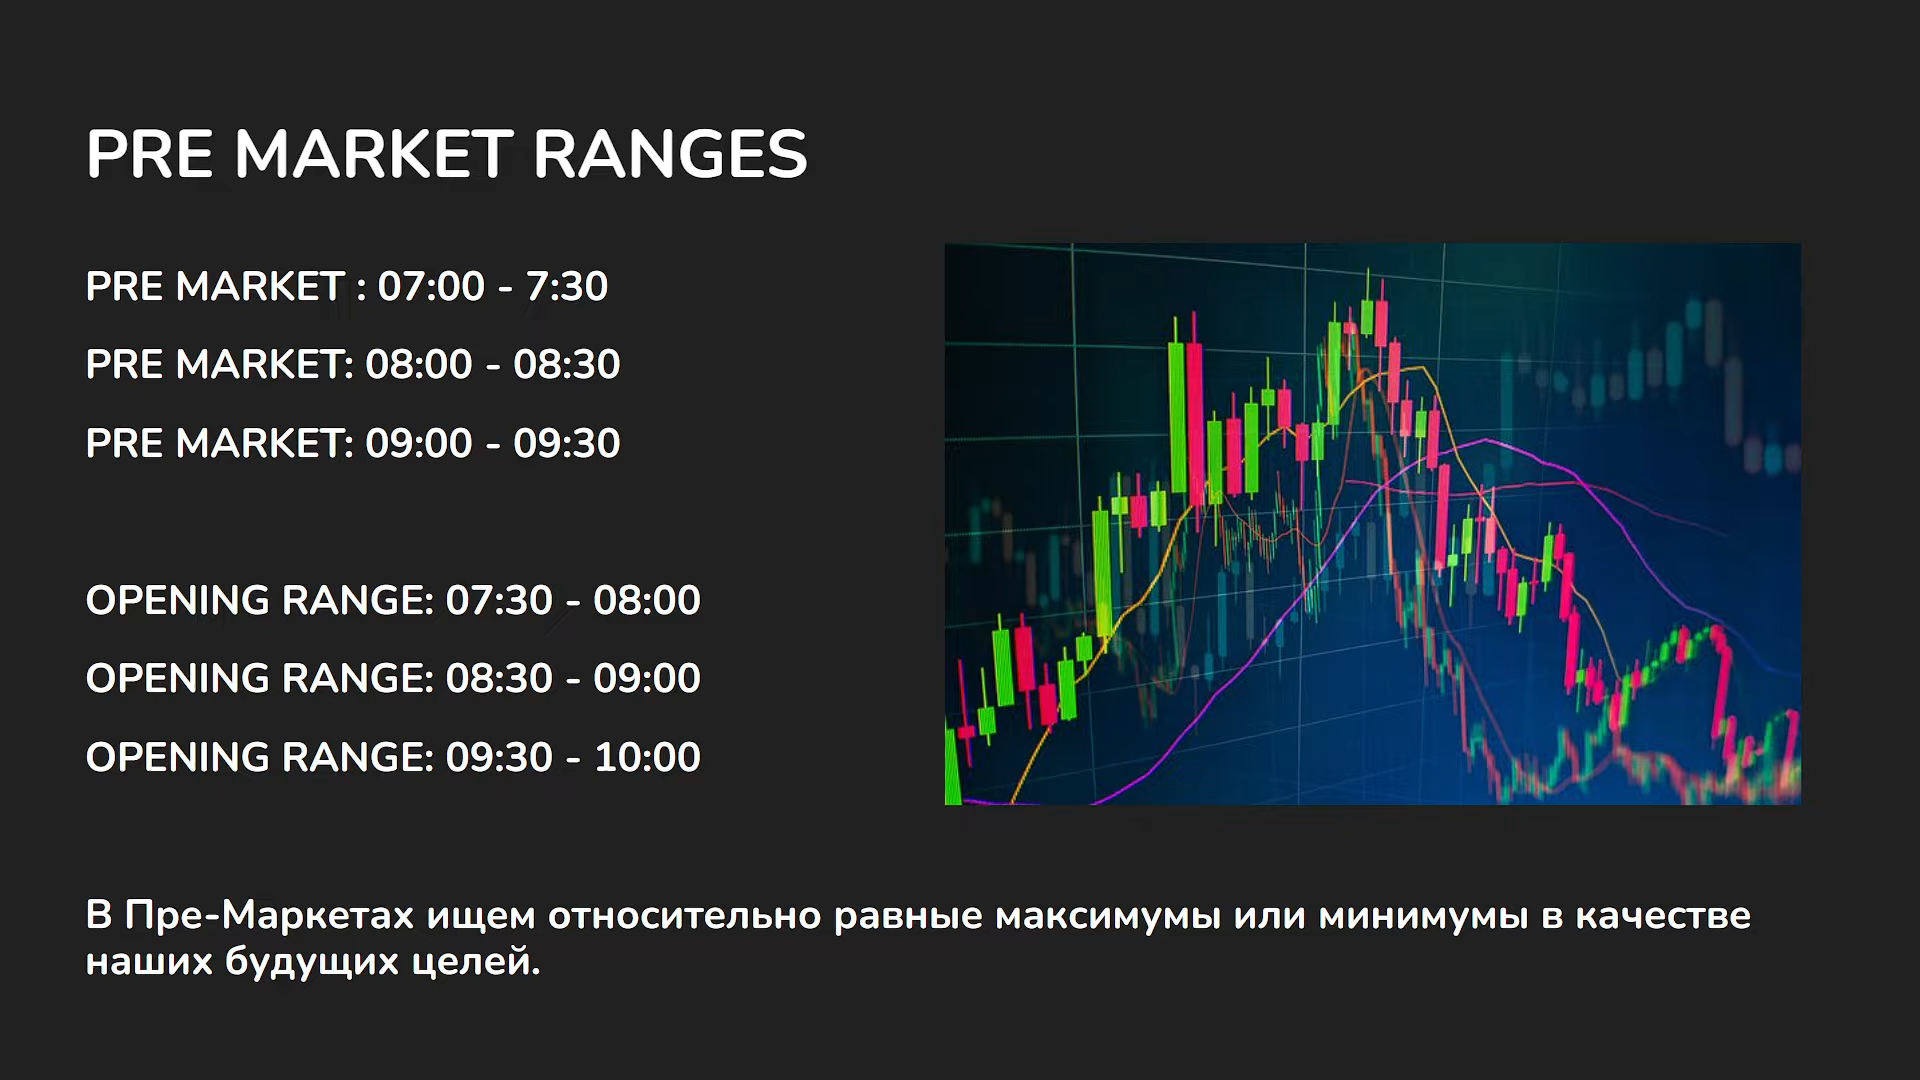 PRE MARKET RANGES
PRE MARKET : 07:00 - 7:30
PRE MARKET: 08:00 - 08:30
PRE MARKET: 09:00 - 09:30
OPENING RANGE: 07:30 - 08:00
OPENING RANGE: 08:30 - 09:00
OPENING RANGE: 09:30 - 10:00
В Пре-Маркетах ищем относительно равные максимумы или минимумы в качестве
наших будущих целей.